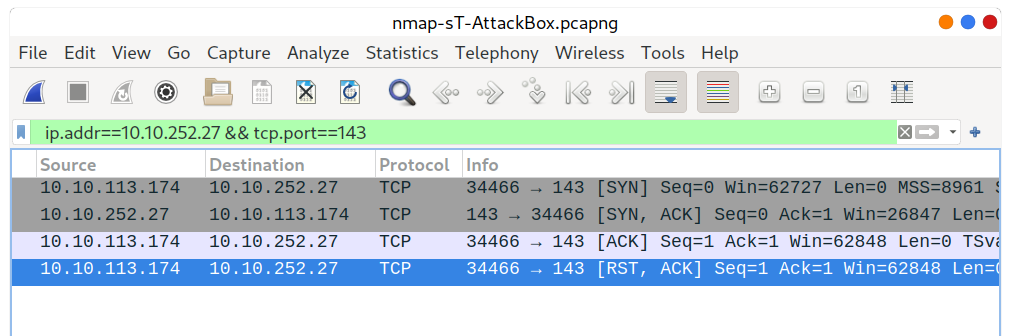 nmap-sT-AttackBox.pcapng
File Edit View Go Capture Analyze Statistics Telephony Wireless Tools Help
ip.addr==10.10.252.27 && tcp.port==143
Source Destination Protocol Info
10.10.113.174 10.10.252.27 TCP 34466 → 143 [SYN] Seq=0 Win=62727 Len=0 MSS=8961
10.10.252.27 10.10.113.174 TCP 143 → 34466 [SYN, ACK] Seq=0 Ack=1 Win=26847 Len=
10.10.113.174 10.10.252.27 TCP 34466 → 143 [ACK] Seq=1 Ack=1 Win=62848 Len=0 TSva
10.10.113.174 10.10.252.27 TCP 34466 → 143 [RST, ACK] Seq=1 Ack=1 Win=62848 Len=